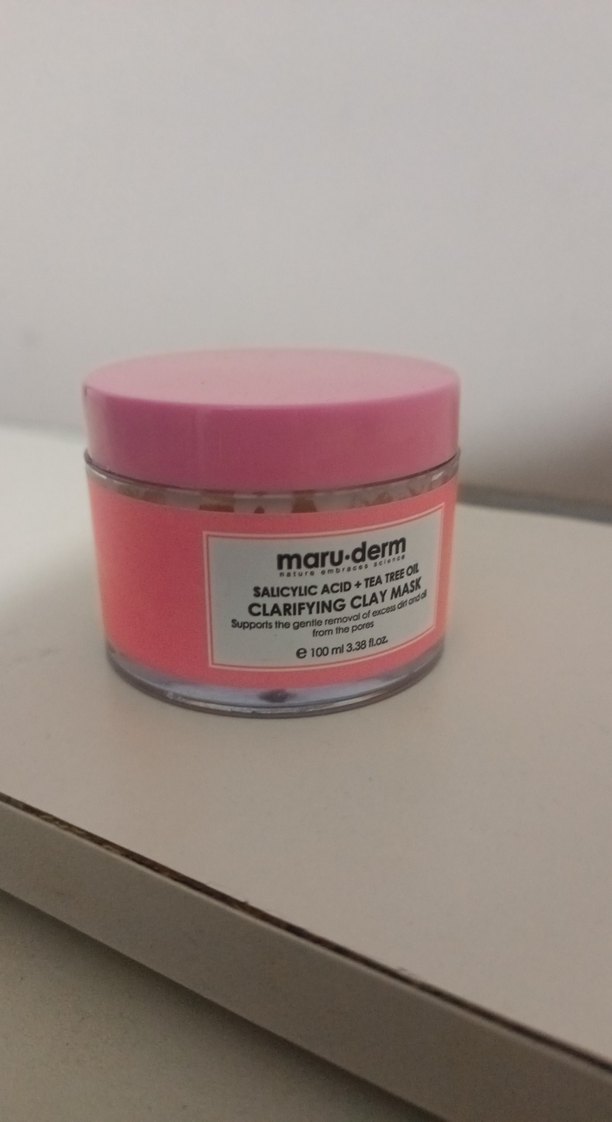 maru•derm
nature embraces science
SALICYLIC ACID + TEA TREE OIL
CLARIFYING CLAY MASK
Supports the gentle removal of excess dirt and oil
from the pores
℮ 100 ml 3.38 fl.oz.